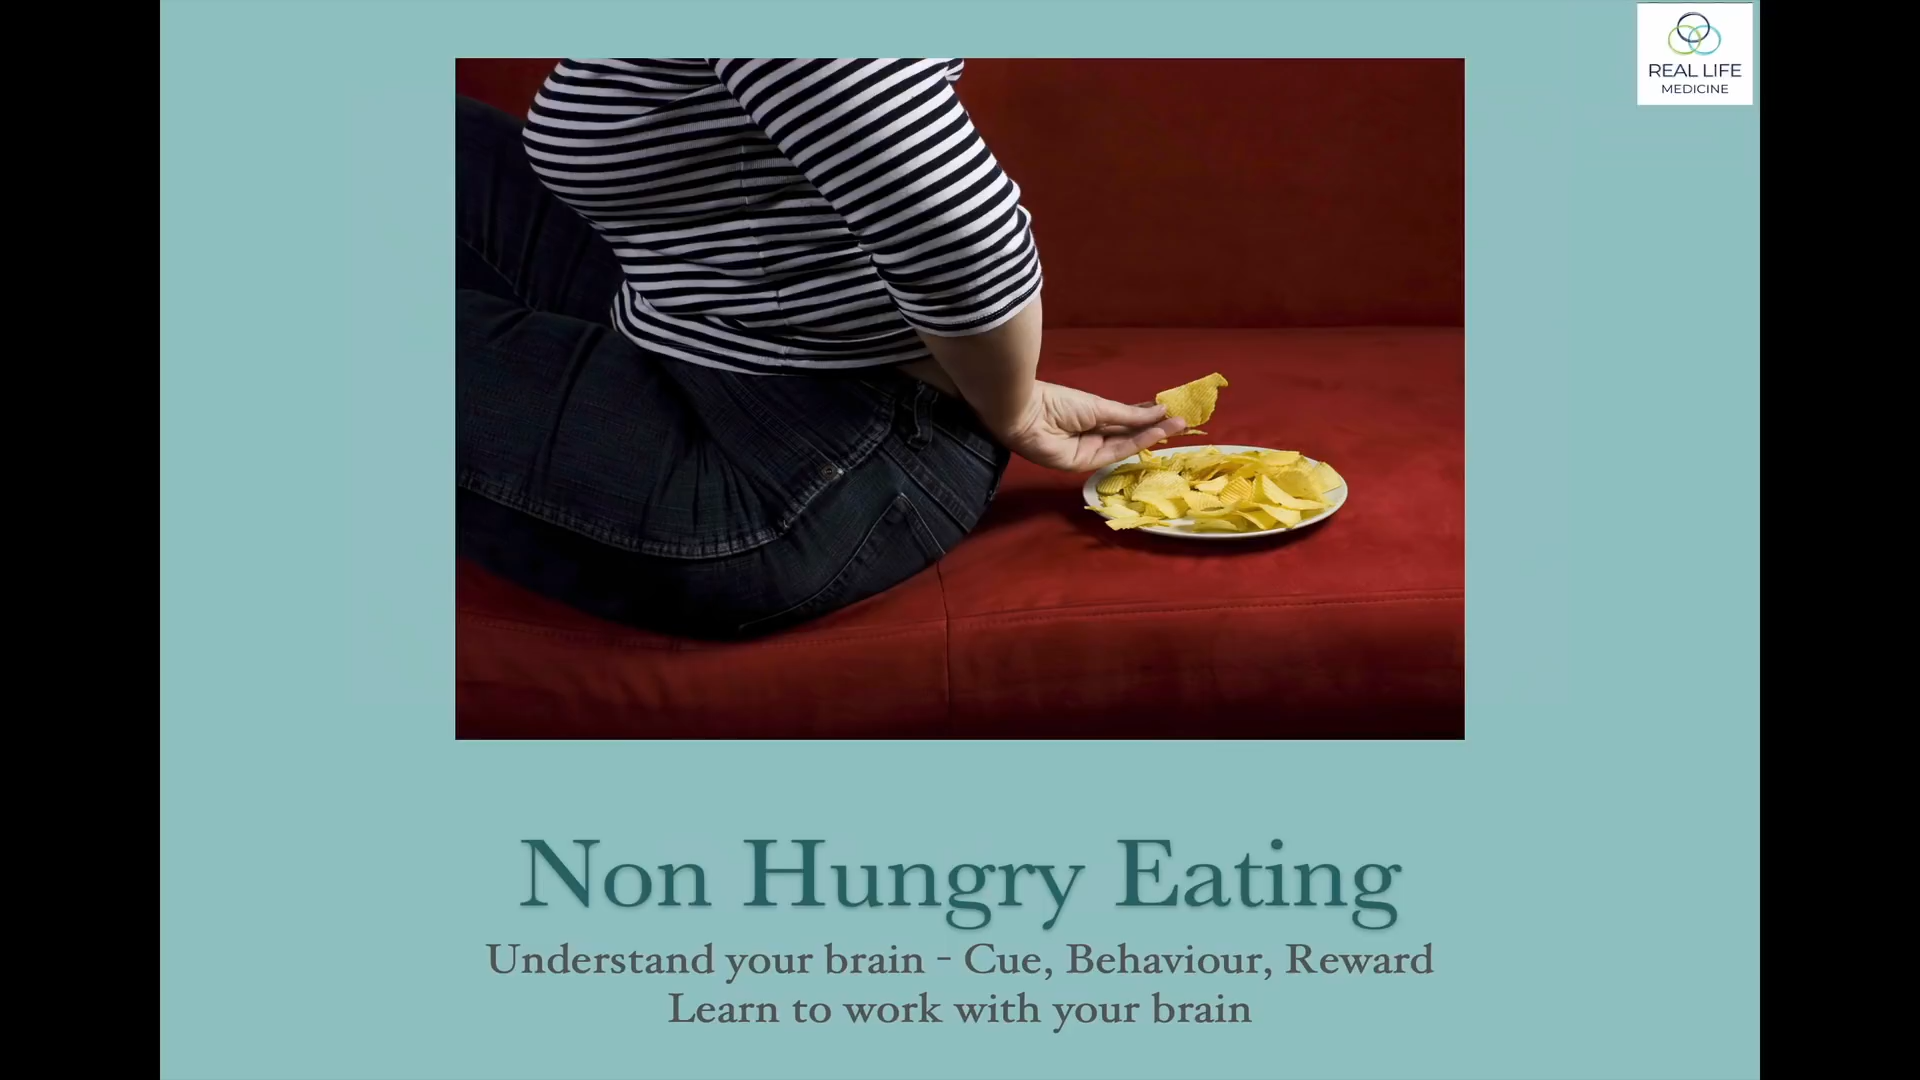 REAL LIFE
MEDICINE
Non Hungry Eating
Understand your brain - Cue, Behaviour, Reward
Learn to work with your brain